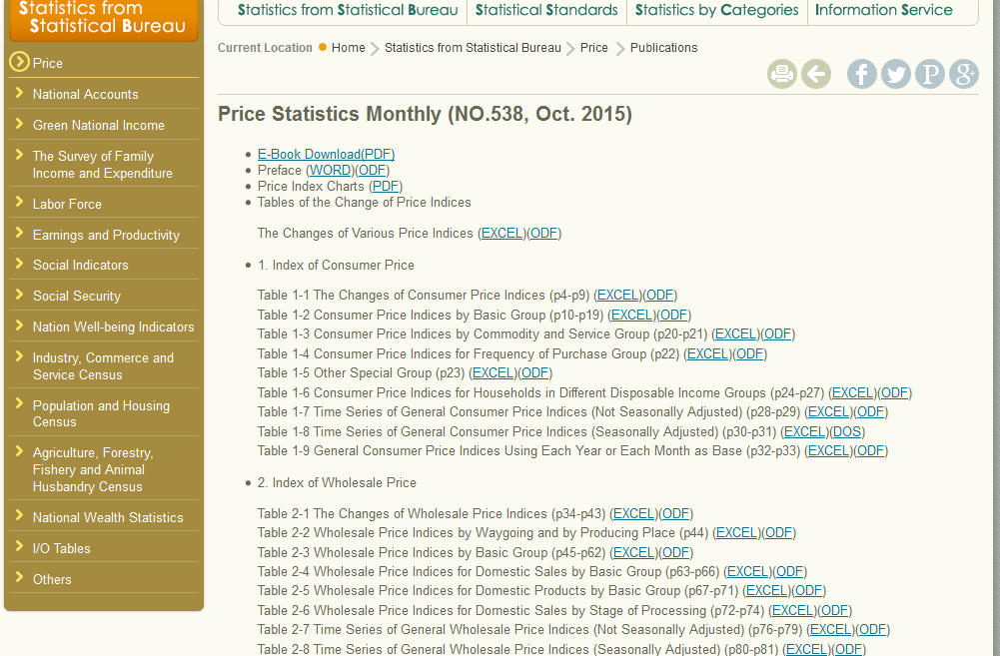 Statistics from
Statistical Bureau
Price
National Accounts
Green National Income
The Survey of Family
Income and Expenditure
Labor Force
Earnings and Productivity
Social Indicators
Social Security
Nation Well-being Indicators
Industry, Commerce and
Service Census
Population and Housing
Census
Agriculture, Forestry,
Fishery and Animal
Husbandry Census
National Wealth Statistics
I/O Tables
Others
Statistics from Statistical Bureau
Statistical Standards
Statistics by Categories
Information Service
Current Location Home Statistics from Statistical Bureau Price Publications
Price Statistics Monthly (NO.538, Oct. 2015)
E-Book Download(PDF)
Preface (WORD)(ODF)
Price Index Charts (PDF)
Tables of the Change of Price Indices
The Changes of Various Price Indices (EXCEL)(ODF)
1. Index of Consumer Price
Table 1-1 The Changes of Consumer Price Indices (p4-p9) (EXCEL)(ODF)
Table 1-2 Consumer Price Indices by Basic Group (p10-p19) (EXCEL)(ODF)
Table 1-3 Consumer Price Indices by Commodity and Service Group (p20-p21) (EXCEL)(ODF)
Table 1-4 Consumer Price Indices for Frequency of Purchase Group (p22) (EXCEL)(ODF)
Table 1-5 Other Special Group (p23) (EXCEL)(ODF)
Table 1-6 Consumer Price Indices for Households in Different Disposable Income Groups (p24-p27) (EXCEL)(ODF)
Table 1-7 Time Series of General Consumer Price Indices (Not Seasonally Adjusted) (p28-p29) (EXCEL)(ODF)
Table 1-8 Time Series of General Consumer Price Indices (Seasonally Adjusted) (p30-p31) (EXCEL)(DOS)
Table 1-9 General Consumer Price Indices Using Each Year or Each Month as Base (p32-p33) (EXCEL)(ODF)
2. Index of Wholesale Price
Table 2-1 The Changes of Wholesale Price Indices (p34-p43) (EXCEL)(ODF)
Table 2-2 Wholesale Price Indices by Waygoing and by Producing Place (p44) (EXCEL)(ODF)
Table 2-3 Wholesale Price Indices by Basic Group (p45-p62) (EXCEL)(ODF)
Table 2-4 Wholesale Price Indices for Domestic Sales by Basic Group (p63-p66) (EXCEL)(ODF)
Table 2-5 Wholesale Price Indices for Domestic Products by Basic Group (p67-p71) (EXCEL)(ODF)
Table 2-6 Wholesale Price Indices for Domestic Sales by Stage of Processing (p72-p74) (EXCEL)(ODF)
Table 2-7 Time Series of General Wholesale Price Indices (Not Seasonally Adjusted) (p76-p79) (EXCEL)(ODF)
Table 2-8 Time Series of General Wholesale Price Indices (Seasonally Adjusted) (p80-p81) (EXCEL)(ODF)